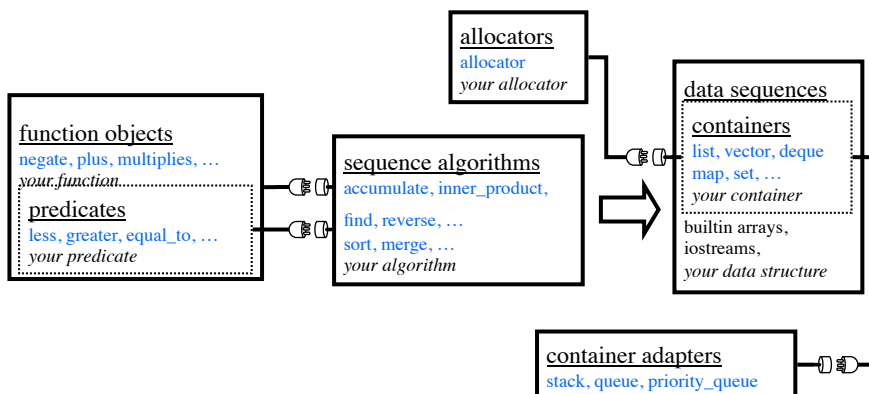 allocators
allocator
your allocator
function objects
negate, plus, multiplies, …
your function
predicates
less, greater, equal_to, …
your predicate
sequence algorithms
accumulate, inner_product,
find, reverse, …
sort, merge, …
your algorithm
data sequences
containers
list, vector, deque
map, set, …
your container
builtin arrays,
iostreams,
your data structure
container adapters
stack, queue, priority_queue